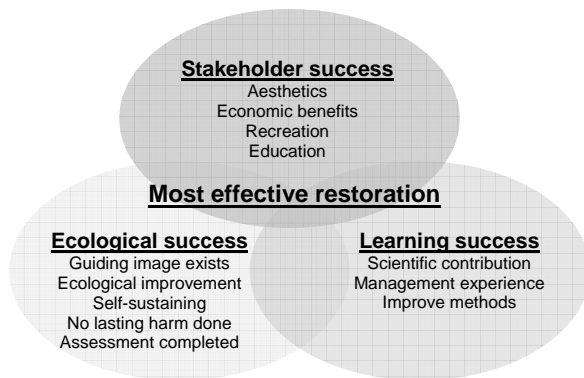 Stakeholder success
Aesthetics
Economic benefits
Recreation
Education
Most effective restoration
Ecological success
Guiding image exists
Ecological improvement
Self-sustaining
No lasting harm done
Assessment completed
Learning success
Scientific contribution
Management experience
Improve methods